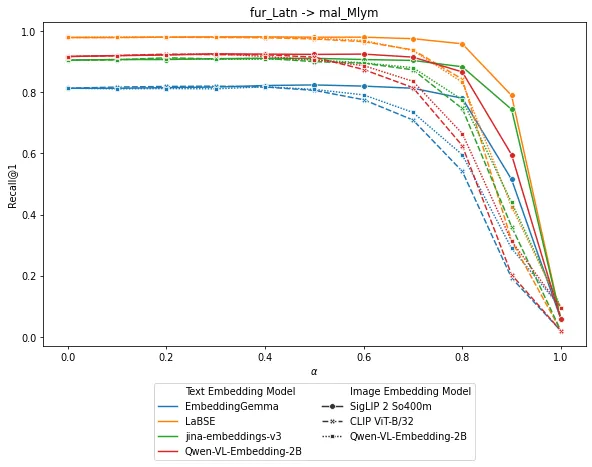 fur_Latn -> mal_Mlym
1.0
0.8
0.6
0.4
0.2
0.0
Recall@1
0.0 0.2 0.4 0.6 0.8 1.0
α
Text Embedding Model
EmbeddingGemma
LaBSE
jina-embeddings-v3
Qwen-VL-Embedding-2B
Image Embedding Model
SigLIP 2 So400m
CLIP ViT-B/32
Qwen-VL-Embedding-2B